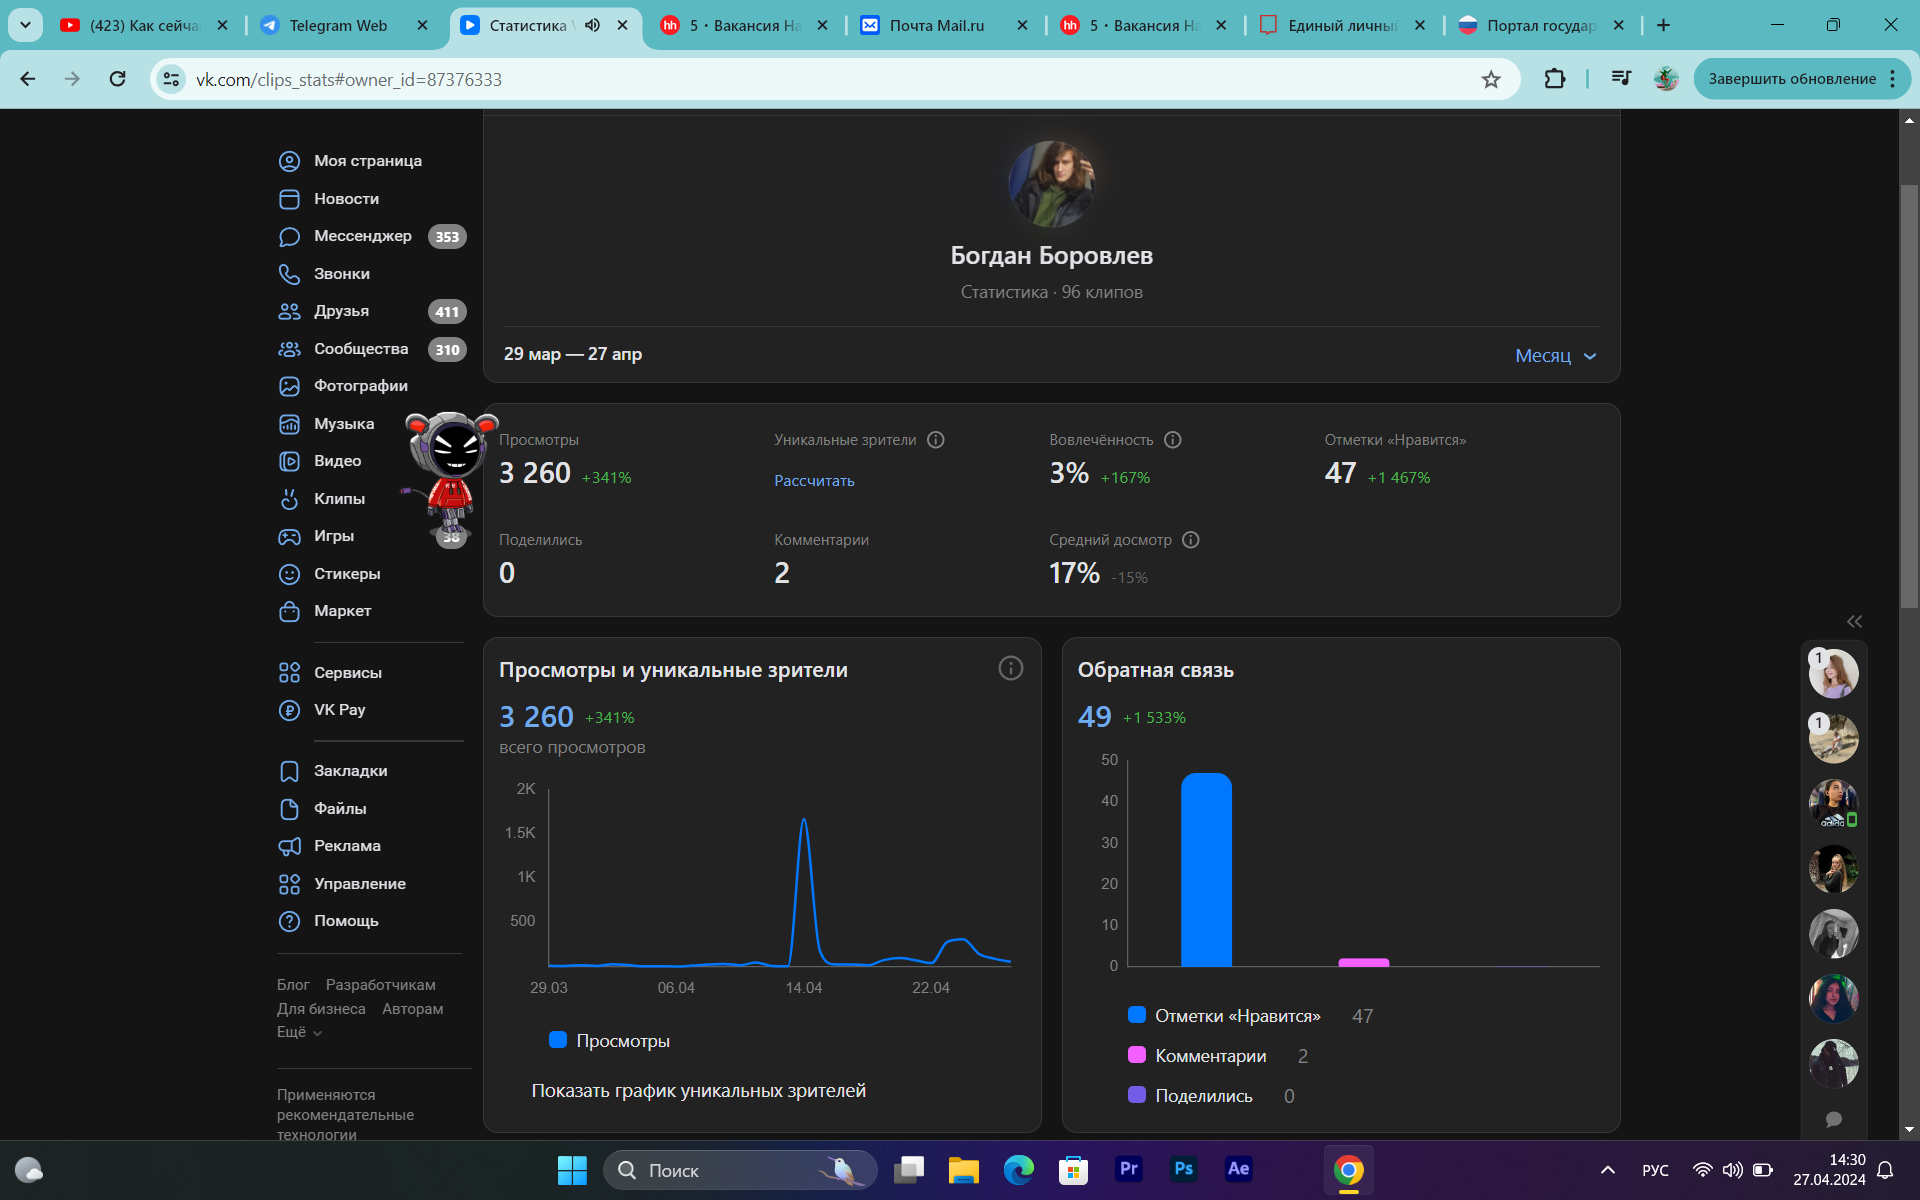 (423) Как сейча
Telegram Web
Статистика V
5・Вакансия На
Почта Mail.ru
5・Вакансия На
Единый личны
Портал государ
vk.com/clips_stats#owner_id=87376333
Завершить обновление
Моя страница
Новости
Мессенджер 353
Звонки
Друзья 411
Сообщества 310
Фотографии
Музыка
Видео
Клипы
Игры 38
Стикеры
Маркет
Сервисы
VK Pay
Закладки
Файлы
Реклама
Управление
Помощь
Блог Разработчикам
Для бизнеса Авторам
Ещё
Применяются
рекомендательные
технологии
Богдан Боровлев
Статистика · 96 клипов
29 мар — 27 апр
Месяц
Просмотры
3 260 +341%
Уникальные зрители
Рассчитать
Вовлечённость
3% +167%
Отметки «Нравится»
47 +1 467%
Поделились
0
Комментарии
2
Средний досмотр
17% -15%
Просмотры и уникальные зрители
3 260 +341%
всего просмотров
2K
1.5K
1K
500
29.03 06.04 14.04 22.04
Просмотры
Показать график уникальных зрителей
Обратная связь
49 +1 533%
50
40
30
20
10
0
Отметки «Нравится» 47
Комментарии 2
Поделились 0
1
1
adidas
Поиск
Pr
Ps
Ae
РУС
14:30
27.04.2024